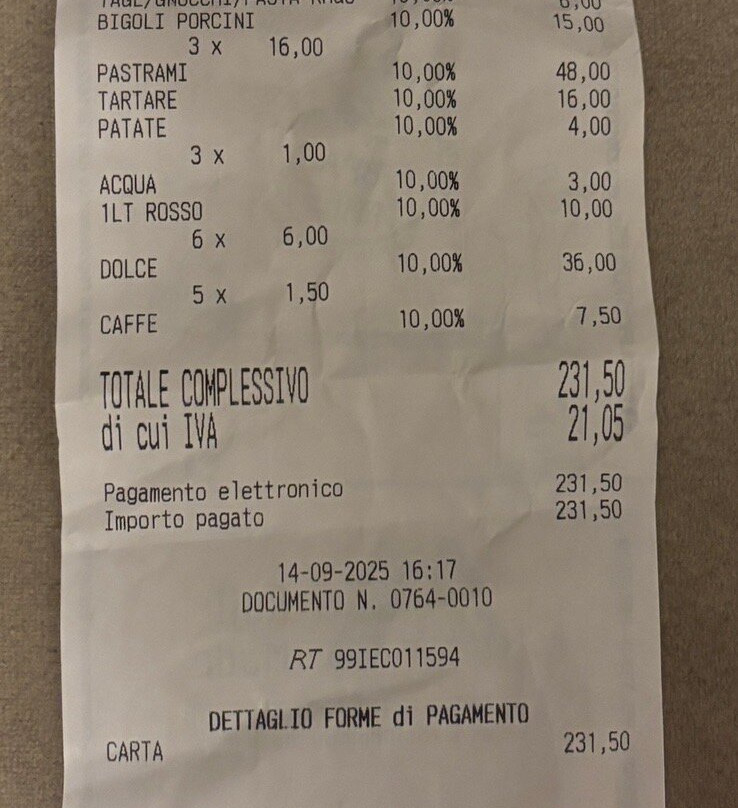 BIGOLI PORCINI 10,00% 15,00
3 x 16,00
PASTRAMI 10,00% 48,00
TARTARE 10,00% 16,00
PATATE 10,00% 4,00
3 x 1,00
ACQUA 10,00% 3,00
1LT ROSSO 10,00% 10,00
6 x 6,00
DOLCE 10,00% 36,00
5 x 1,50
CAFFE 10,00% 7,50
TOTALE COMPLESSIVO 231,50
di cui IVA 21,05
Pagamento elettronico 231,50
Importo pagato 231,50
14-09-2025 16:17
DOCUMENTO N. 0764-0010
RT 99IEC011594
DETTAGLIO FORME di PAGAMENTO
CARTA 231,50